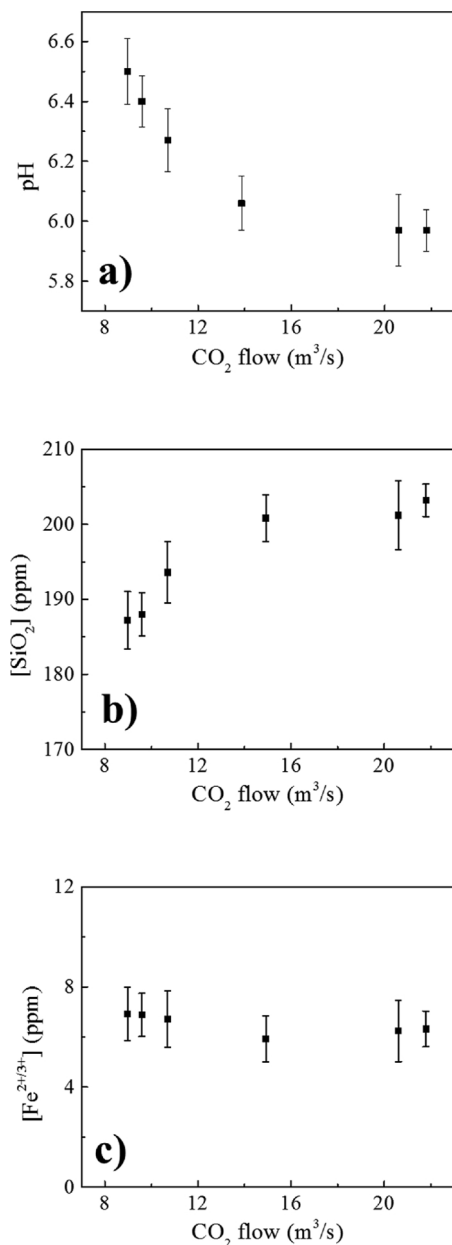 6.6
6.4
6.2
6.0
5.8
pH
a)
8 12 16 20
CO₂ flow (m³/s)
210
200
190
180
170
[SiO₂] (ppm)
b)
8 12 16 20
CO₂ flow (m³/s)
12
8
4
0
[Fe²⁺/³⁺] (ppm)
c)
8 12 16 20
CO₂ flow (m³/s)